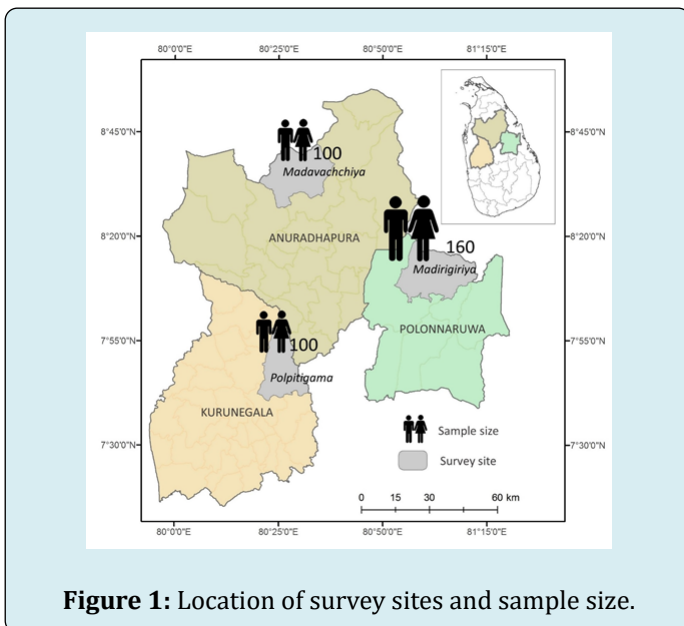 80°0'0"E 80°25'0"E 80°50'0"E 81°15'0"E
8°45'0"N 8°45'0"N
100
Madavachchiya
ANURADHAPURA
8°20'0"N 8°20'0"N
160
Madirigiriya
7°55'0"N 7°55'0"N
100
POLONNARUWA
Polpitigama
KURUNEGALA
Sample size
7°30'0"N 7°30'0"N
Survey site
0 15 30 60 km
80°0'0"E 80°25'0"E 80°50'0"E 81°15'0"E
Figure 1: Location of survey sites and sample size.